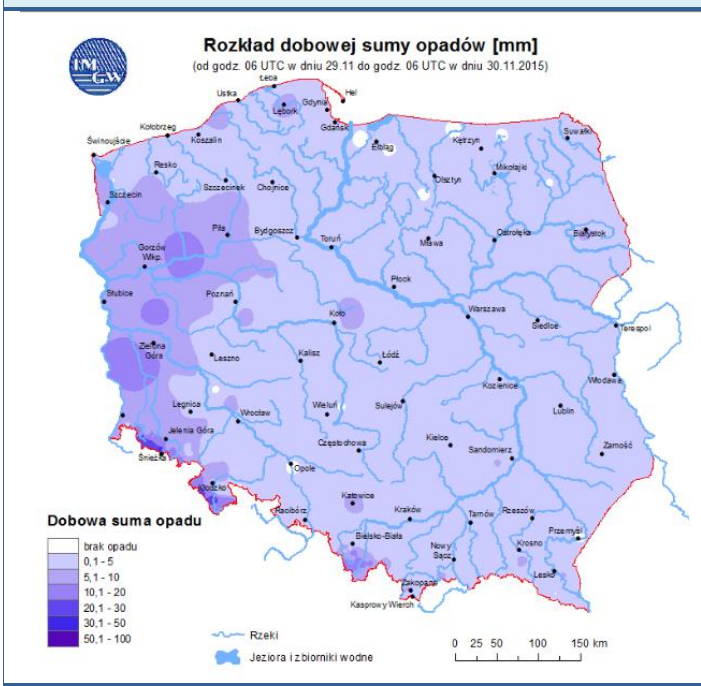 IM
GW
Rozkład dobowej sumy opadów [mm]
(od godz. 06 UTC w dniu 29.11 do godz. 06 UTC w dniu 30.11.2015)
Łeba
Ustka
Hel
Gdynia
Lębork
Gdańsk
Kołobrzeg
Koszalin
Świnoujście
Elbląg
Kętrzyn
Suwałki
Resko
Szczecinek
Chojnice
Olsztyn
Mikołajki
Szczecin
Piła
Bydgoszcz
Toruń
Mława
Ostrołęka
Białystok
Gorzów
Wlkp.
Płock
Słubice
Poznań
Koło
Warszawa
Siedlce
Terespol
Zielona
Góra
Leszno
Kalisz
Łódź
Kozienice
Włodawa
Legnica
Wrocław
Wieluń
Sulejów
Lublin
Jelenia Góra
Śnieżka
Częstochowa
Kielce
Sandomierz
Zamość
Opole
Kłodzko
Katowice
Racibórz
Kraków
Tarnów
Rzeszów
Przemyśl
Bielsko-Biała
Nowy
Sącz
Krosno
Lesko
Zakopane
Kasprowy Wierch
Dobowa suma opadu
brak opadu
0,1 - 5
5,1 - 10
10,1 - 20
20,1 - 30
30,1 - 50
50,1 - 100
Rzeki
Jeziora i zbiorniki wodne
0 25 50 100 150 km